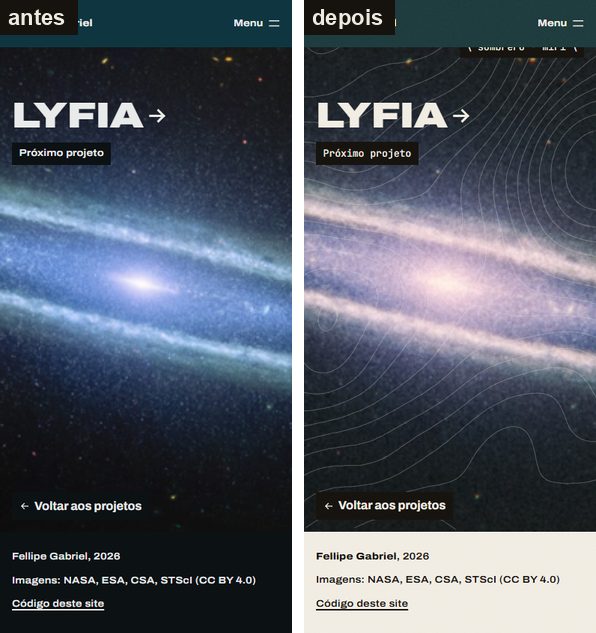 antes
riel
Menu
LYFIA →
Próximo projeto
← Voltar aos projetos
Fellipe Gabriel, 2026
Imagens: NASA, ESA, CSA, STScI (CC BY 4.0)
Código deste site
depois
Menu
LYFIA →
Próximo projeto
← Voltar aos projetos
Fellipe Gabriel, 2026
Imagens: NASA, ESA, CSA, STScI (CC BY 4.0)
Código deste site